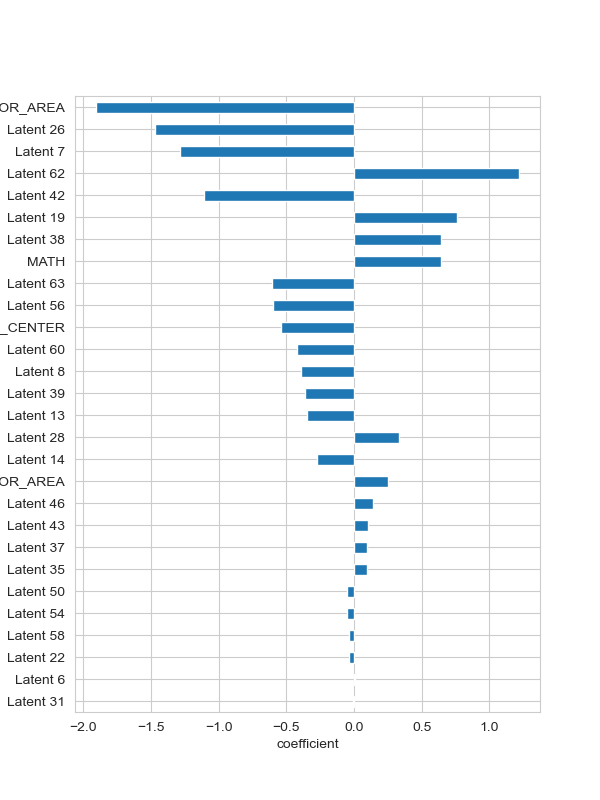 OR_AREA
Latent 26
Latent 7
Latent 62
Latent 42
Latent 19
Latent 38
MATH
Latent 63
Latent 56
_CENTER
Latent 60
Latent 8
Latent 39
Latent 13
Latent 28
Latent 14
OR_AREA
Latent 46
Latent 43
Latent 37
Latent 35
Latent 50
Latent 54
Latent 58
Latent 22
Latent 6
Latent 31
−2.0 −1.5 −1.0 −0.5 0.0 0.5 1.0
coefficient